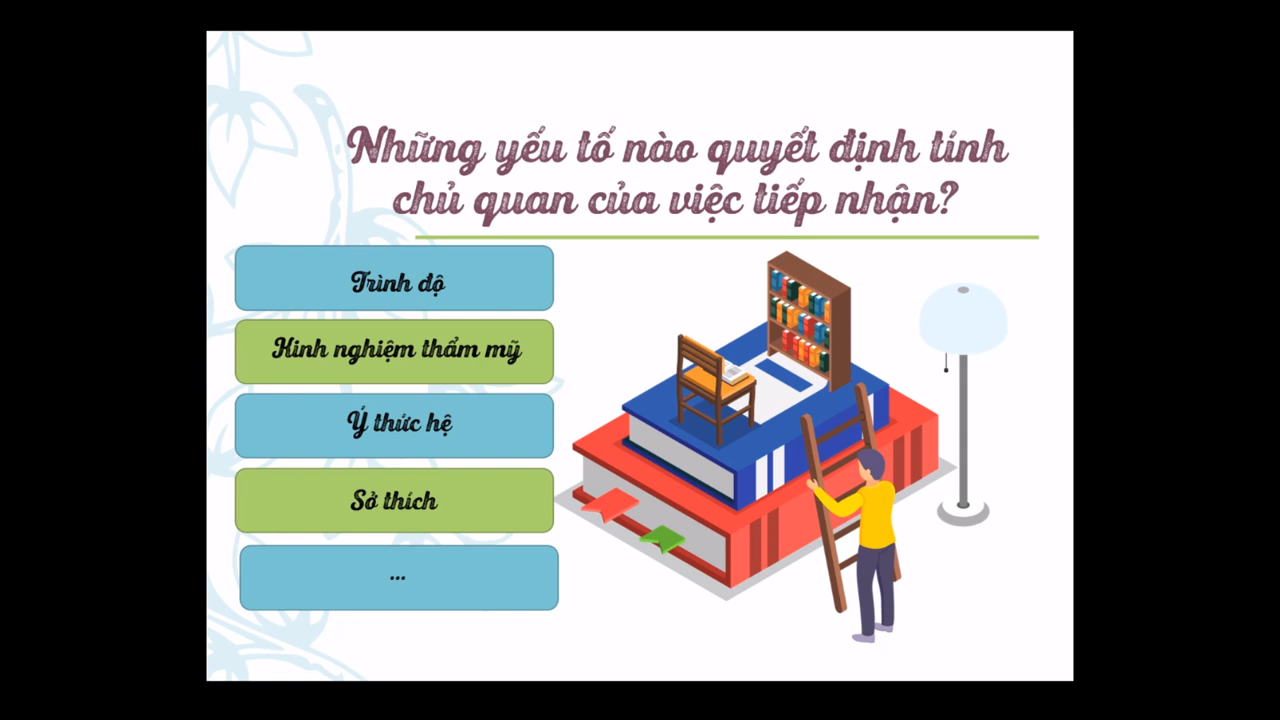 Những yếu tố nào quyết định tính
chủ quan của việc tiếp nhận?
Trình độ
Kinh nghiệm thẩm mỹ
Ý thức hệ
Sở thích
...